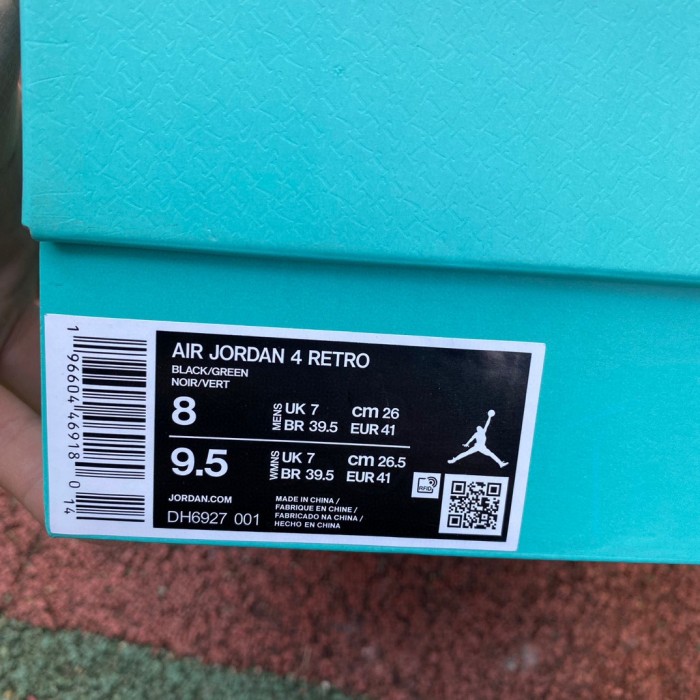 AIR JORDAN 4 RETRO
BLACK/GREEN
NOIR/VERT
8 MENS UK 7 cm 26
BR 39.5 EUR 41
9.5 WMNS UK 7 cm 26.5
BR 39.5 EUR 41
JORDAN.COM
DH6927 001
MADE IN CHINA /
FABRIQUE EN CHINE /
FABRICADO NA CHINA /
HECHO EN CHINA
RFID
1 96604 46918 0 14